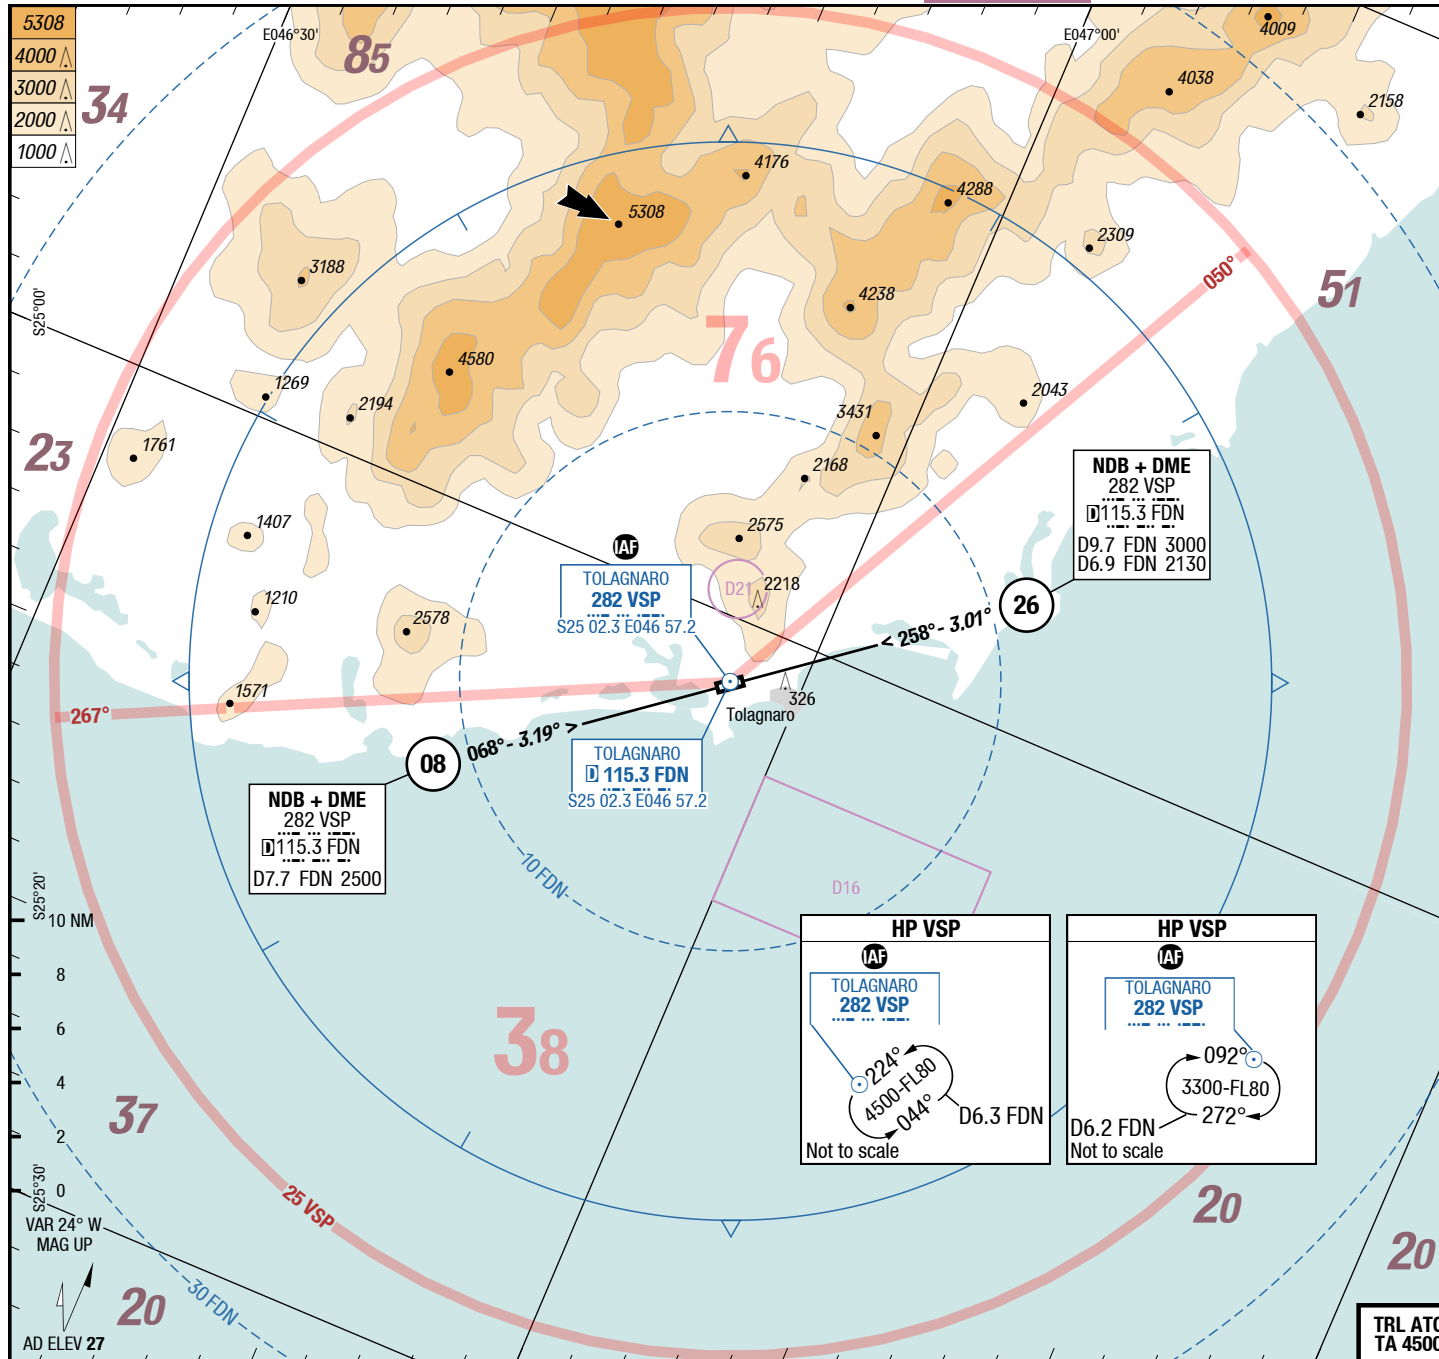 5308
4000
3000
2000
1000
34
85
E046°30'
E047°00'
4009
4038
2158
4176
5308
4288
2309
3188
4238
050°
51
S25°00'
76
4580
1269
2194
2043
3431
23
1761
2168
NDB + DME
282 VSP
D 115.3 FDN
D9.7 FDN 3000
D6.9 FDN 2130
1407
2575
IAF
TOLAGNARO
282 VSP
S25 02.3 E046 57.2
D21
2218
1210
2578
26
< 258° - 3.01°
1571
267°
326
Tolagnaro
08
068° - 3.19° >
TOLAGNARO
D 115.3 FDN
S25 02.3 E046 57.2
NDB + DME
282 VSP
D 115.3 FDN
D7.7 FDN 2500
10 FDN
D16
S25°20'
10 NM
8
6
4
2
0
38
HP VSP
IAF
TOLAGNARO
282 VSP
224°
4500-FL80
044°
D6.3 FDN
Not to scale
HP VSP
IAF
TOLAGNARO
282 VSP
092°
3300-FL80
272°
D6.2 FDN
Not to scale
37
S25°30'
25 VSP
20
VAR 24° W
MAG UP
20
20
30 FDN
AD ELEV 27
TRL ATC
TA 4500